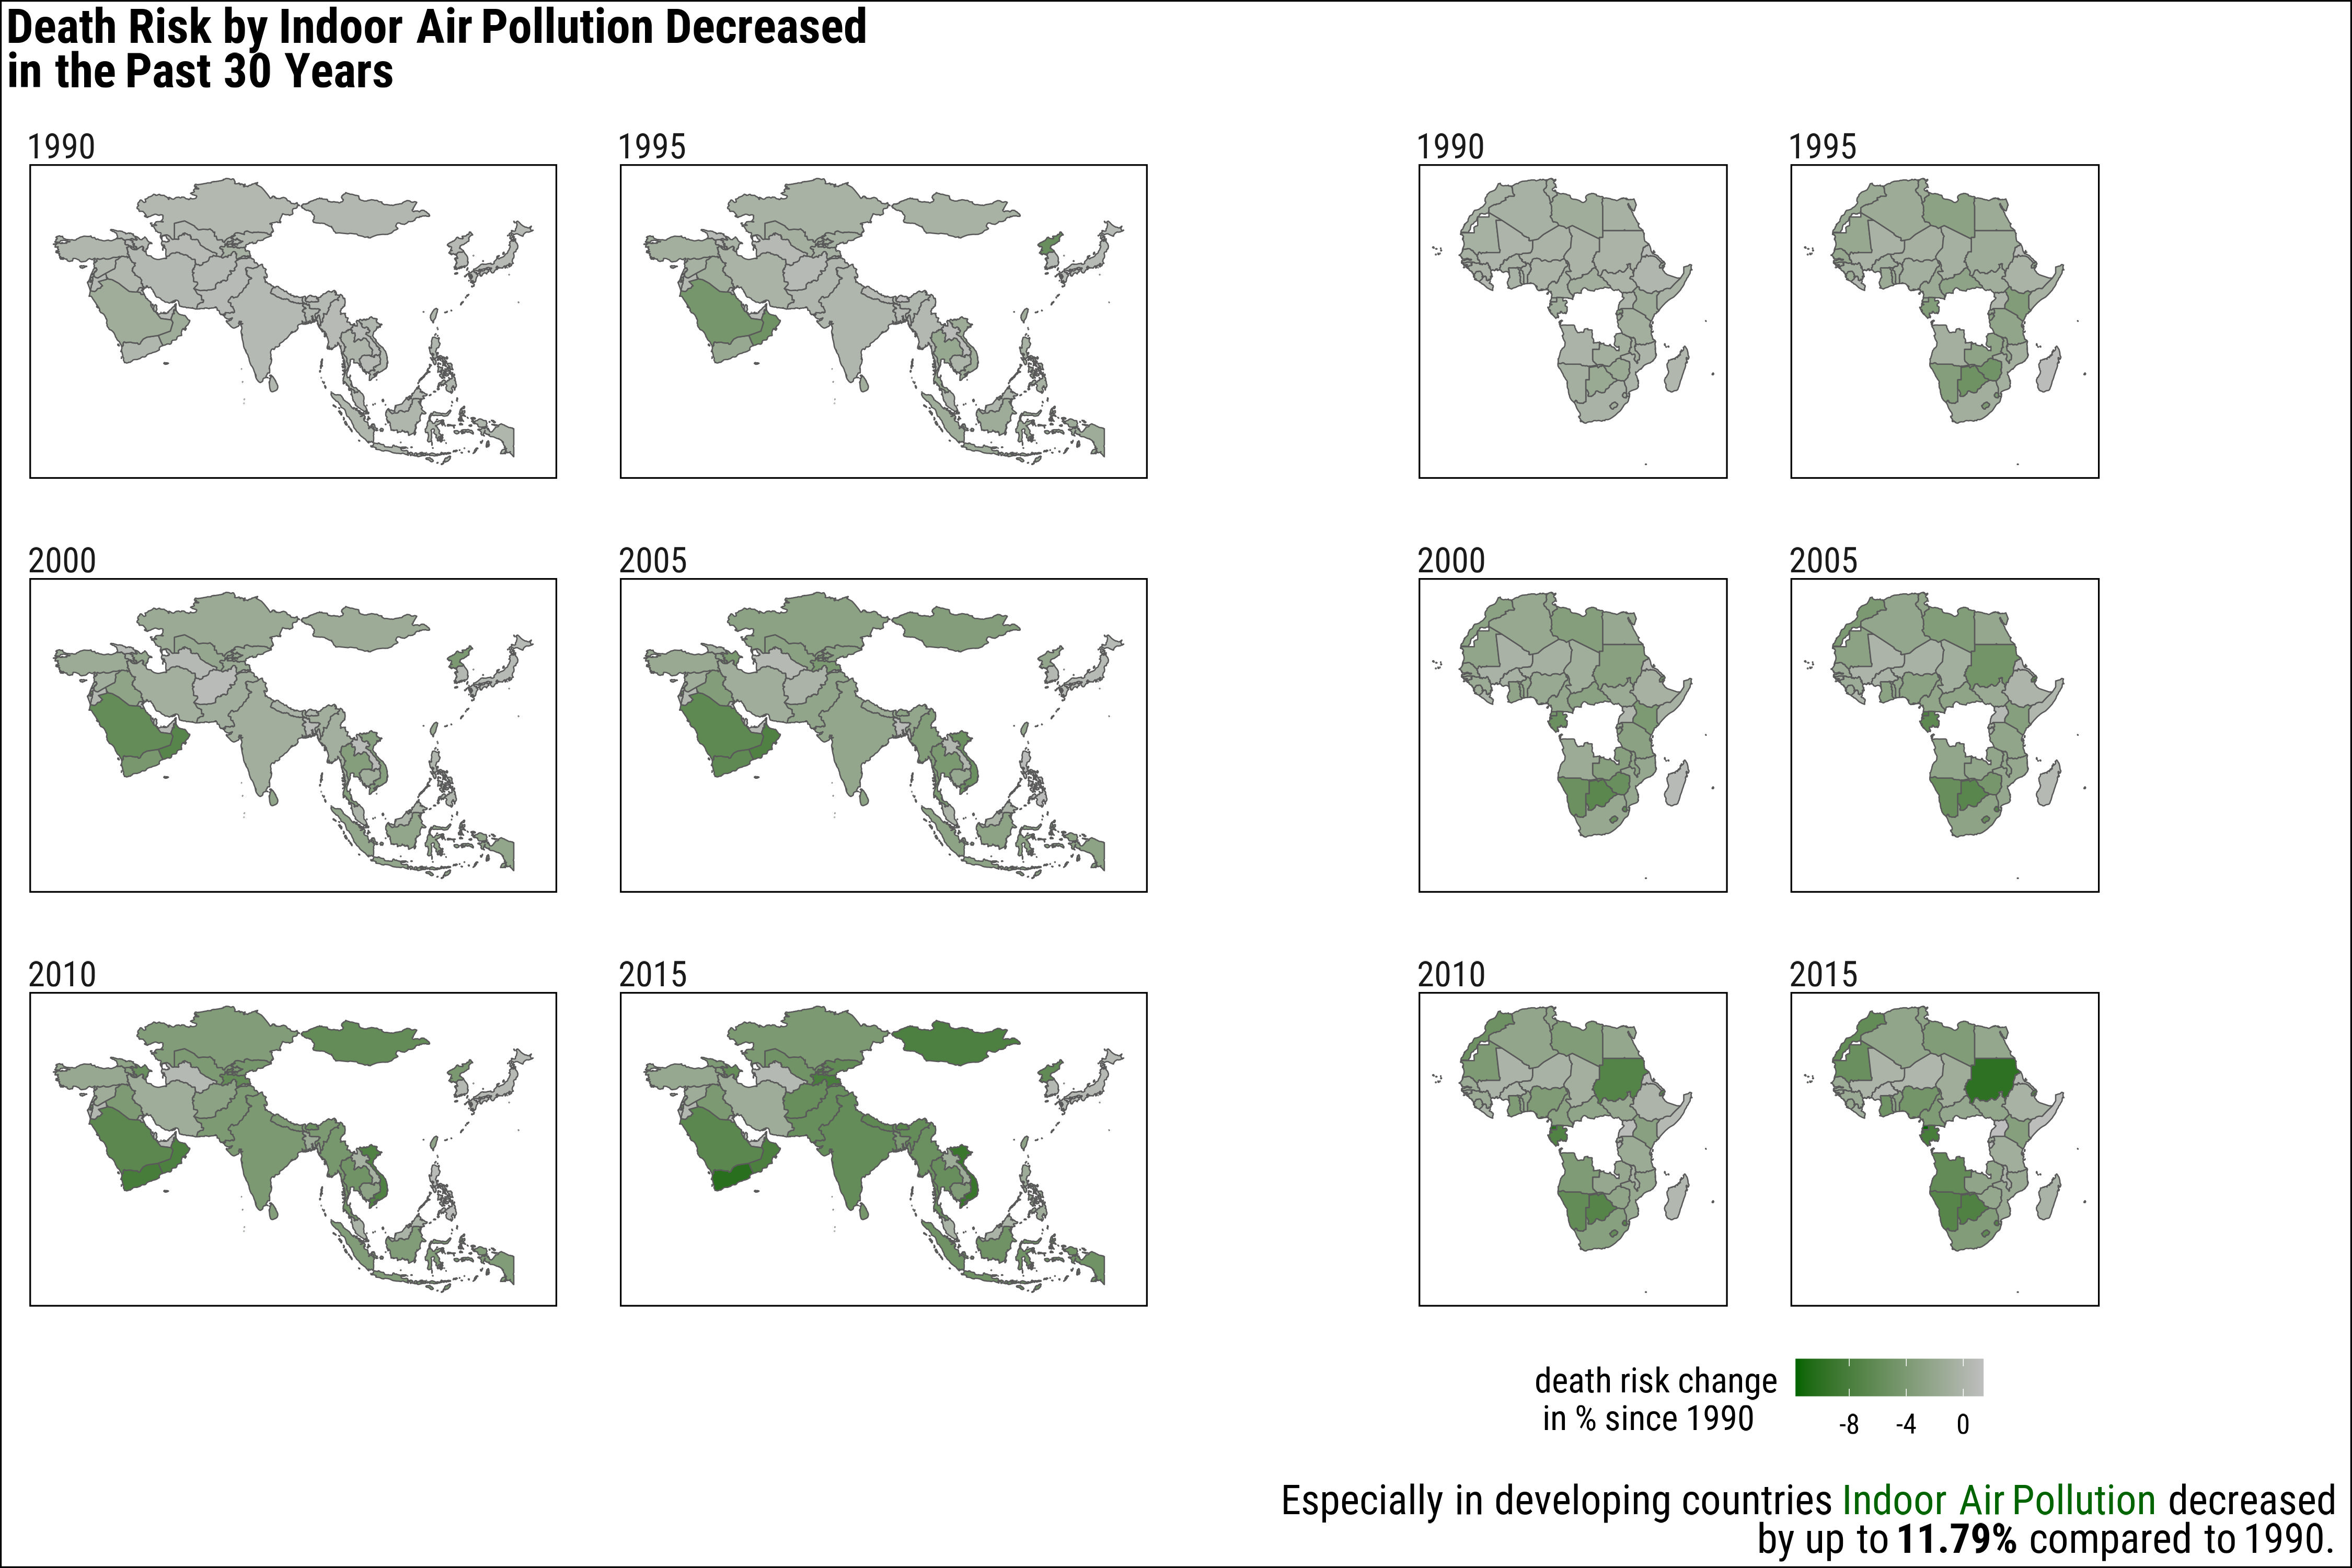 Death Risk by Indoor Air Pollution Decreased
in the Past 30 Years
1990
1995
1990
1995
2000
2005
2000
2005
2010
2015
2010
2015
death risk change
in % since 1990
-8 -4 0
Especially in developing countries Indoor Air Pollution decreased
by up to 11.79% compared to 1990.